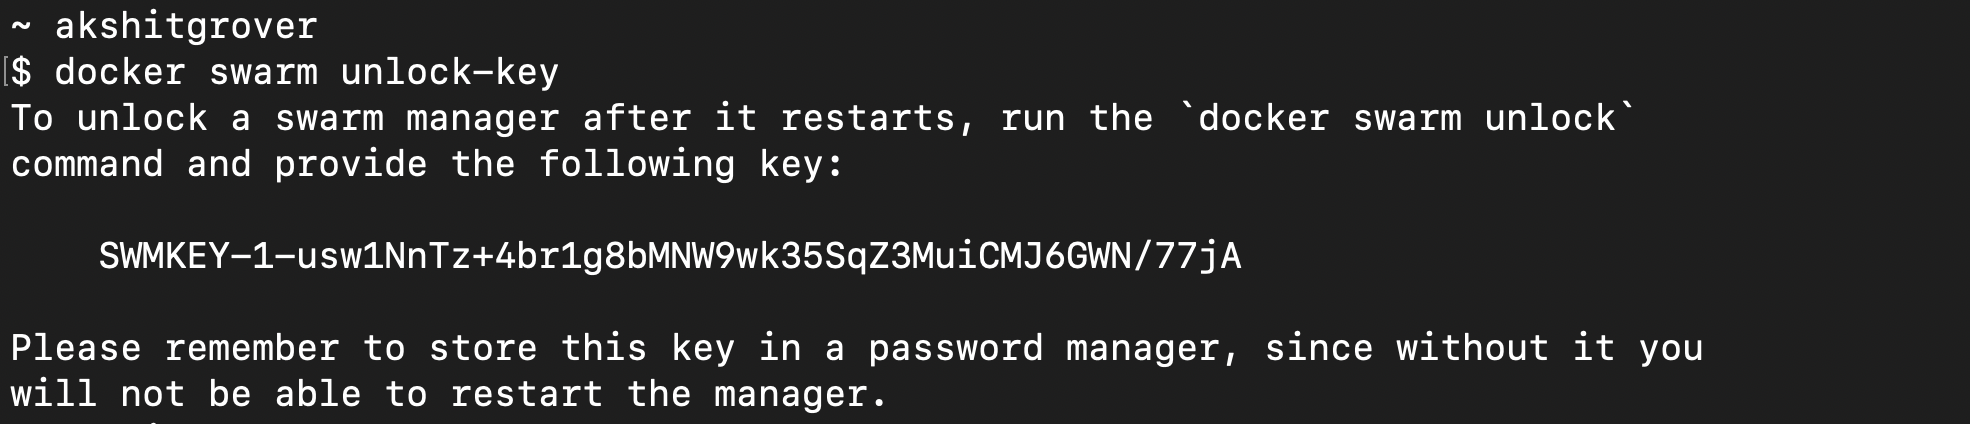 ~ akshitgrover
$ docker swarm unlock-key
To unlock a swarm manager after it restarts, run the `docker swarm unlock`
command and provide the following key:
SWMKEY-1-usw1NnTz+4br1g8bMNW9wk35SqZ3MuiCMJ6GWN/77jA
Please remember to store this key in a password manager, since without it you
will not be able to restart the manager.